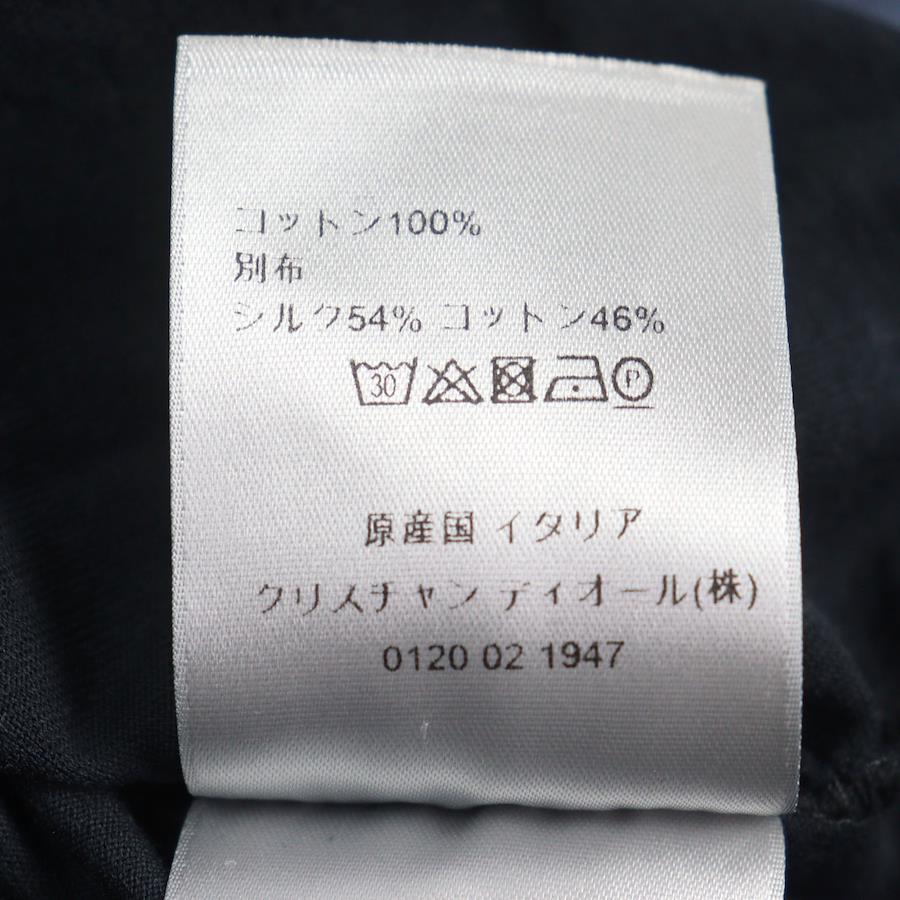 コットン100%
別布
シルク54% コットン46%
30 P
原産国 イタリア
クリスチャン ディオール(株)
0120 02 1947